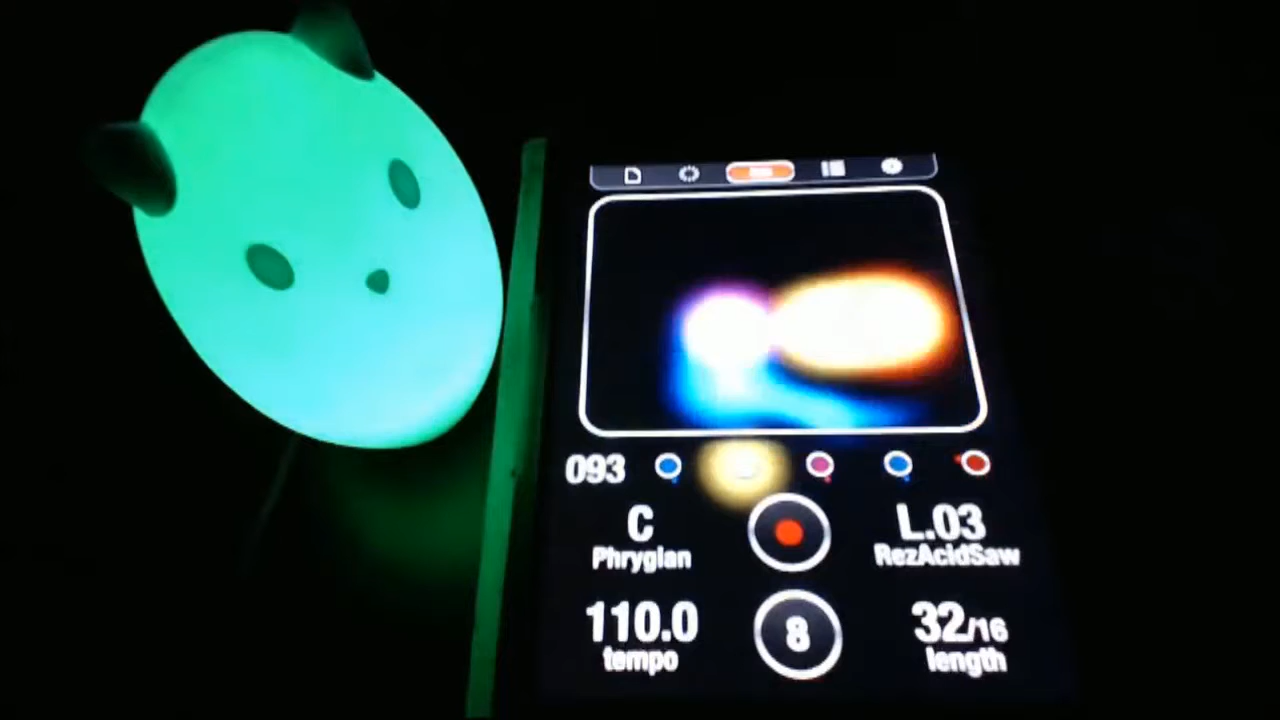 093
C
Phrygian
L.03
RezAcidSaw
110.0
tempo
8
32/16
length